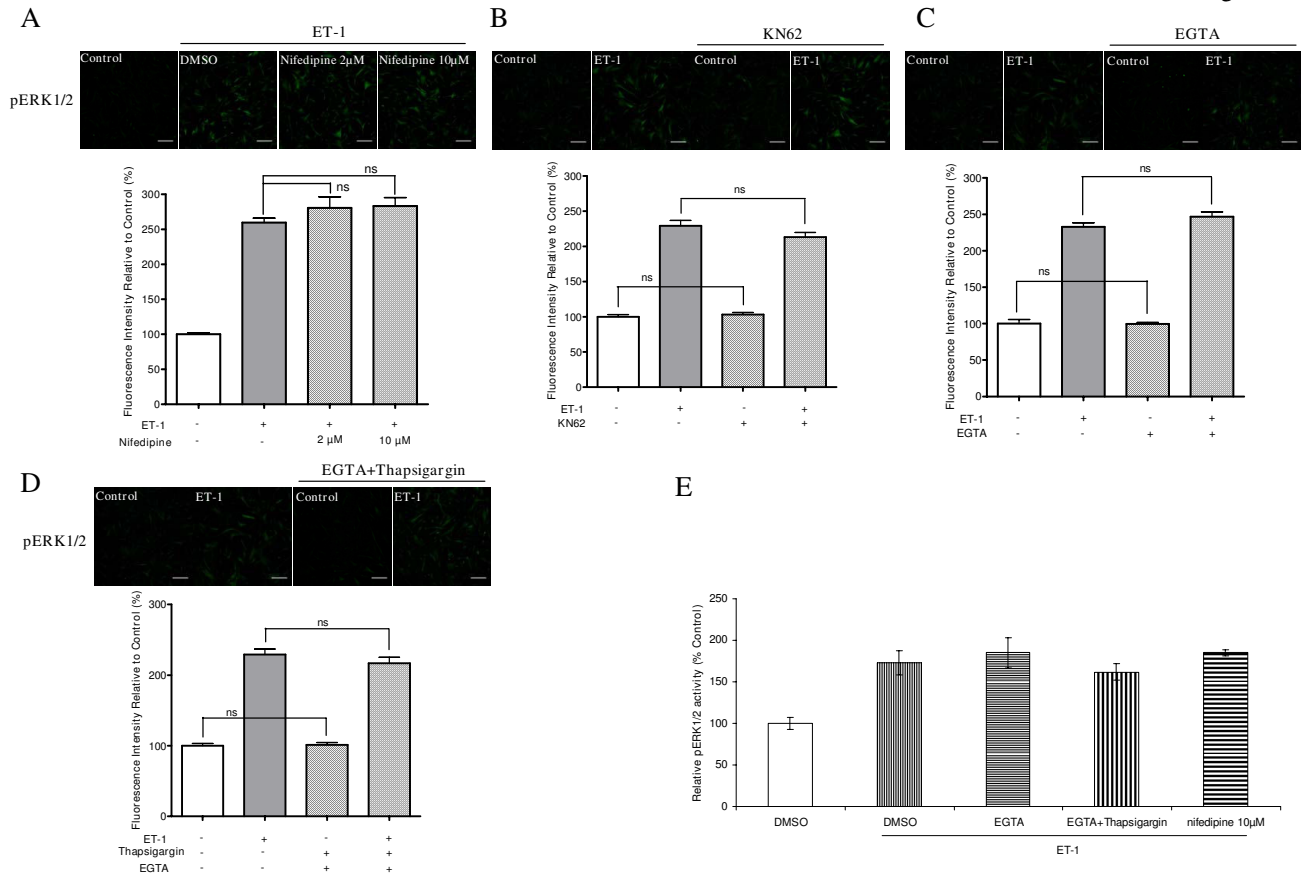 A
ET-1
Control
DMSO
Nifedipine 2µM
Nifedipine 10µM
pERK1/2
Fluorescence Intensity Relative to Control (%)
300
250
200
150
100
50
0
ns
ns
ET-1 - + + +
Nifedipine - - 2 µM 10 µM
B
KN62
Control
ET-1
Control
ET-1
Fluorescence Intensity Relative to Control (%)
300
250
200
150
100
50
0
ns
ns
ET-1 - + - +
KN62 - - + +
C
EGTA
Control
ET-1
Control
ET-1
Fluorescence Intensity Relative to Control (%)
300
250
200
150
100
50
0
ns
ns
ET-1 - + - +
EGTA - - + +
D
EGTA+Thapsigargin
Control
ET-1
Control
ET-1
pERK1/2
Fluorescence Intensity Relative to Control (%)
300
200
100
0
ns
ns
ET-1 - + - +
Thapsigargin - - + +
EGTA - - + +
E
Relative pERK1/2 activity (% Control)
250
200
150
100
50
0
DMSO
DMSO
EGTA
EGTA+Thapsigargin
nifedipine 10µM
ET-1